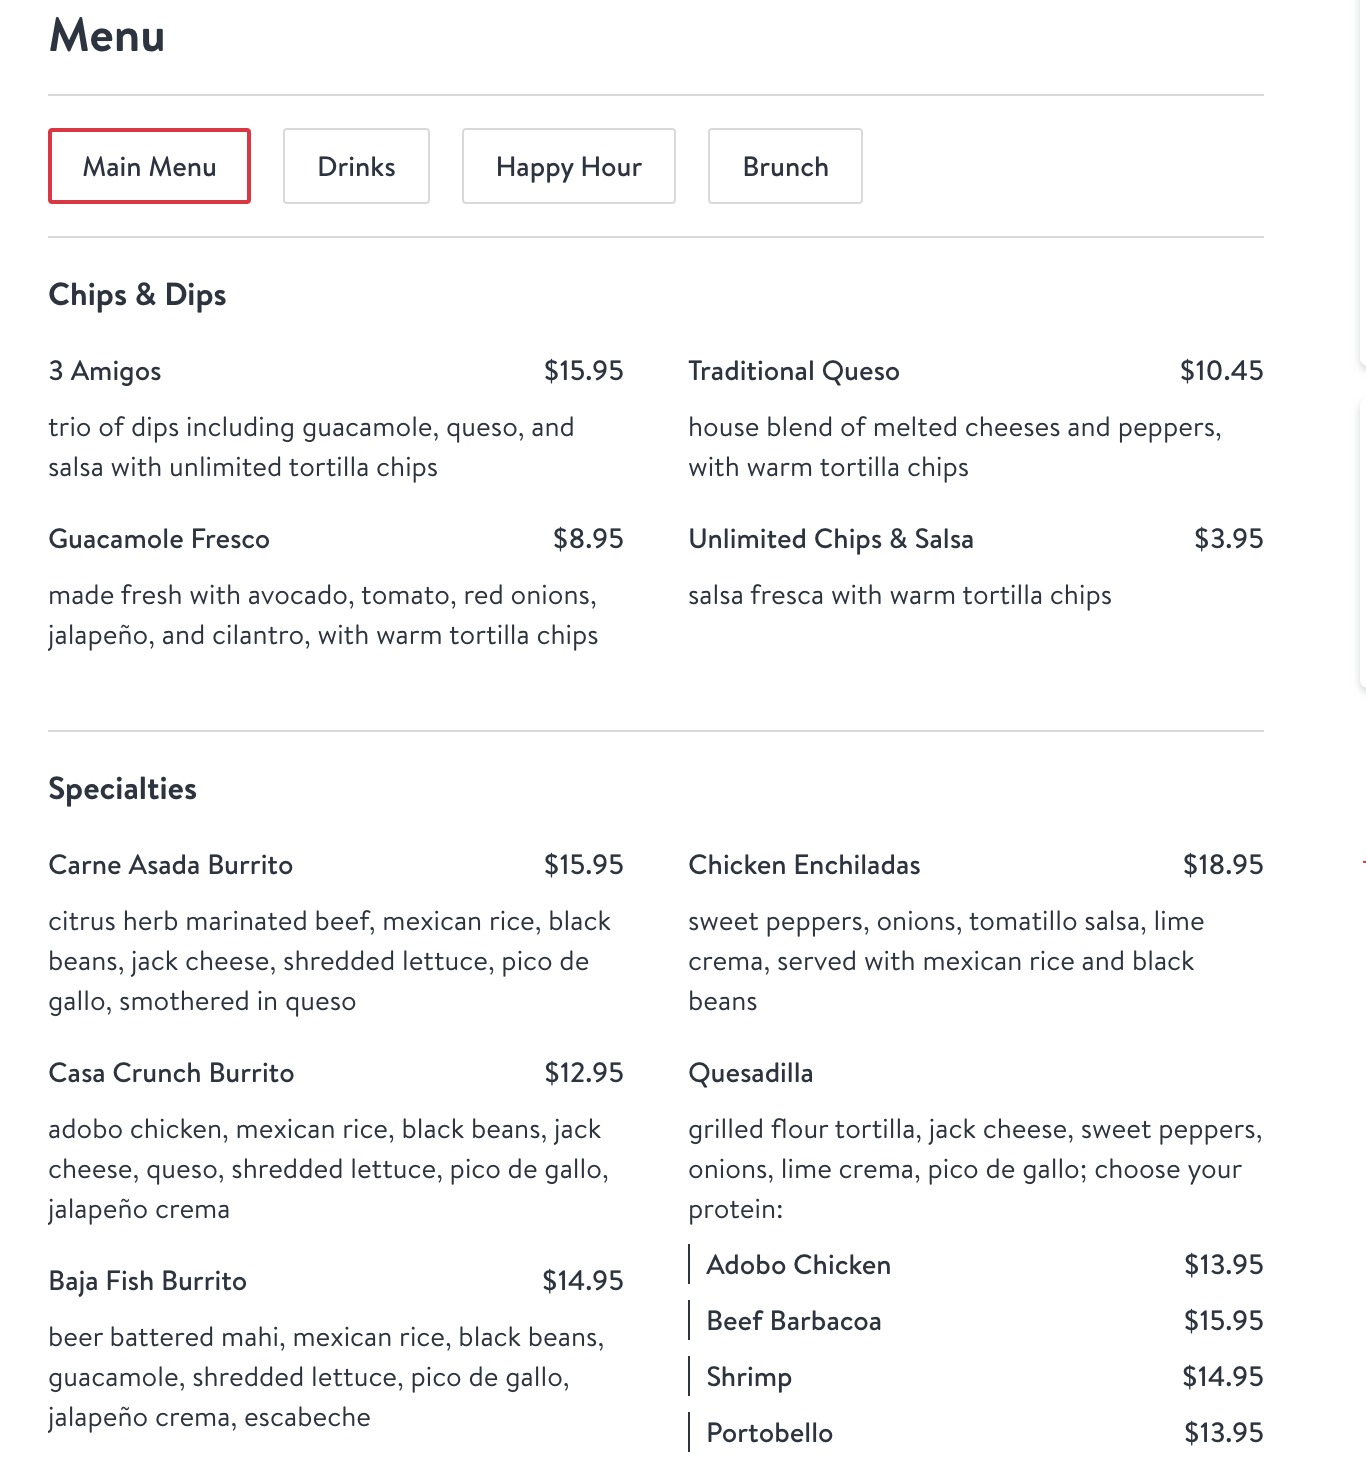 Menu
Main Menu
Drinks
Happy Hour
Brunch
Chips & Dips
3 Amigos $15.95
trio of dips including guacamole, queso, and
salsa with unlimited tortilla chips
Traditional Queso $10.45
house blend of melted cheeses and peppers,
with warm tortilla chips
Guacamole Fresco $8.95
made fresh with avocado, tomato, red onions,
jalapeño, and cilantro, with warm tortilla chips
Unlimited Chips & Salsa $3.95
salsa fresca with warm tortilla chips
Specialties
Carne Asada Burrito $15.95
citrus herb marinated beef, mexican rice, black
beans, jack cheese, shredded lettuce, pico de
gallo, smothered in queso
Casa Crunch Burrito $12.95
adobo chicken, mexican rice, black beans, jack
cheese, queso, shredded lettuce, pico de gallo,
jalapeño crema
Baja Fish Burrito $14.95
beer battered mahi, mexican rice, black beans,
guacamole, shredded lettuce, pico de gallo,
jalapeño crema, escabeche
Chicken Enchiladas $18.95
sweet peppers, onions, tomatillo salsa, lime
crema, served with mexican rice and black
beans
Quesadilla
grilled flour tortilla, jack cheese, sweet peppers,
onions, lime crema, pico de gallo; choose your
protein:
Adobo Chicken $13.95
Beef Barbacoa $15.95
Shrimp $14.95
Portobello $13.95